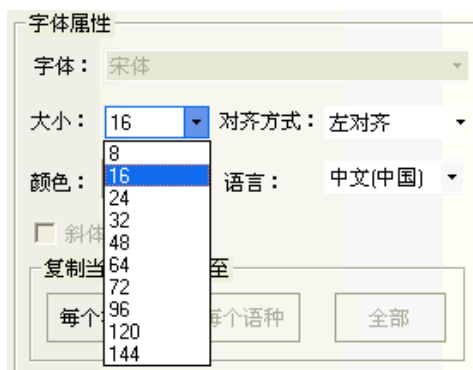 字体属性
字体： 宋体
大小： 16 对齐方式： 左对齐
8
颜色： 16 语言： 中文(中国)
24
斜体 32
48
复制当 64 至
72
每个 96 每个语种 全部
120
144